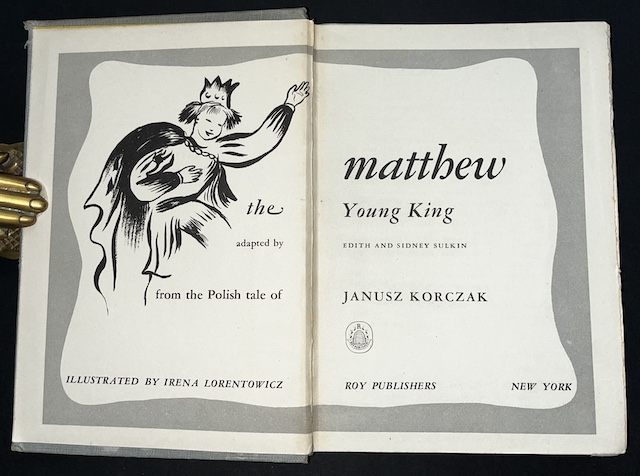 matthew
the Young King
adapted by EDITH AND SIDNEY SULKIN
from the Polish tale of JANUSZ KORCZAK
ILLUSTRATED BY IRENA LORENTOWICZ ROY PUBLISHERS NEW YORK